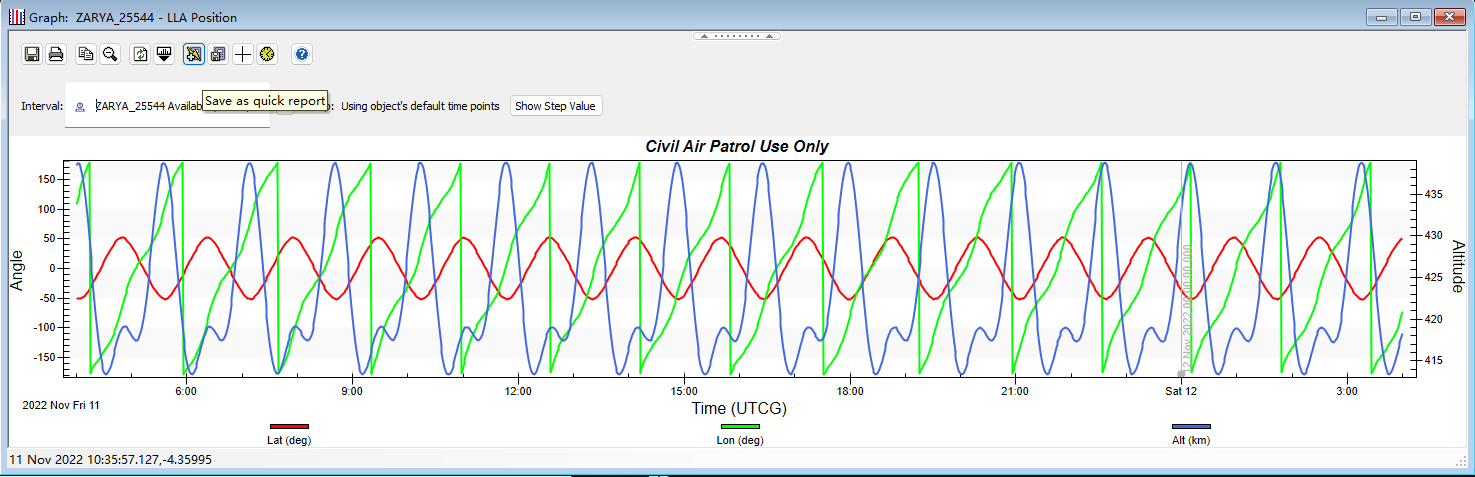 Graph: ZARYA_25544 - LLA Position
Interval: ZARYA_25544 Availab
Save as quick report
Using object's default time points
Show Step Value
Civil Air Patrol Use Only
Angle
150
100
50
0
-50
-100
-150
Altitude
435
430
425
420
415
12 Nov 2022 00:00:00.000
6:00 9:00 12:00 15:00 18:00 21:00 Sat 12 3:00
2022 Nov Fri 11
Time (UTCG)
Lat (deg) Lon (deg) Alt (km)
11 Nov 2022 10:35:57.127,-4.35995